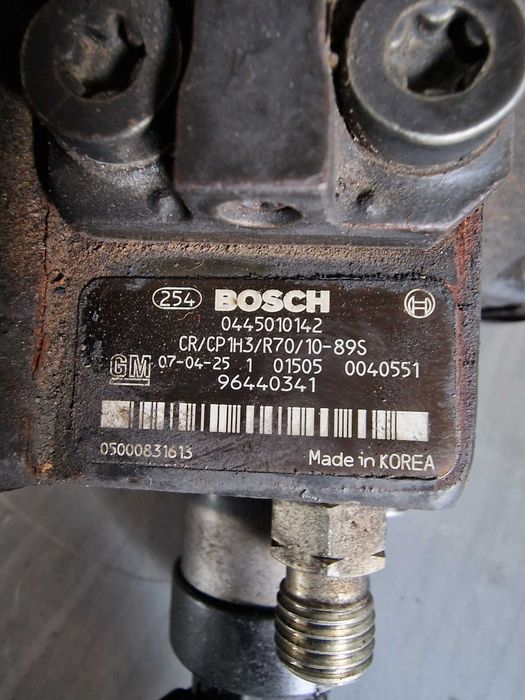 254 BOSCH
0445010142
CR/CP1H3/R70/10-89S
GM 07-04-25 1 01505 0040551
96440341
05000831613 Made in KOREA